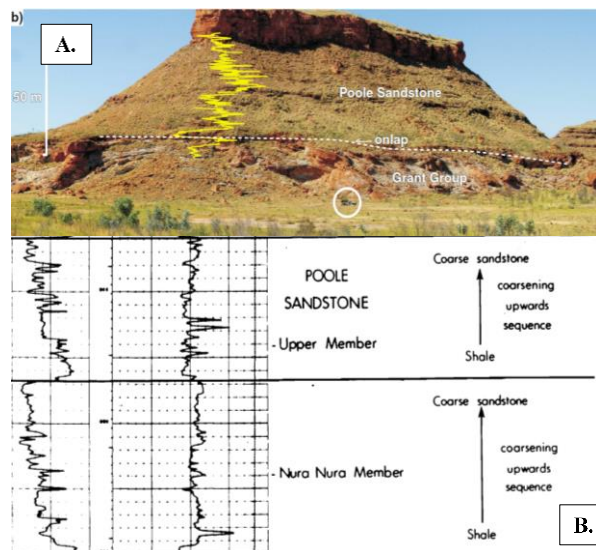 b)
A.
50 m
Poole Sandstone
onlap
Grant Group
POOLE
SANDSTONE
- Upper Member
Coarse sandstone
coarsening
upwards
sequence
Shale
- Nura Nura Member
Coarse sandstone
coarsening
upwards
sequence
Shale
B.